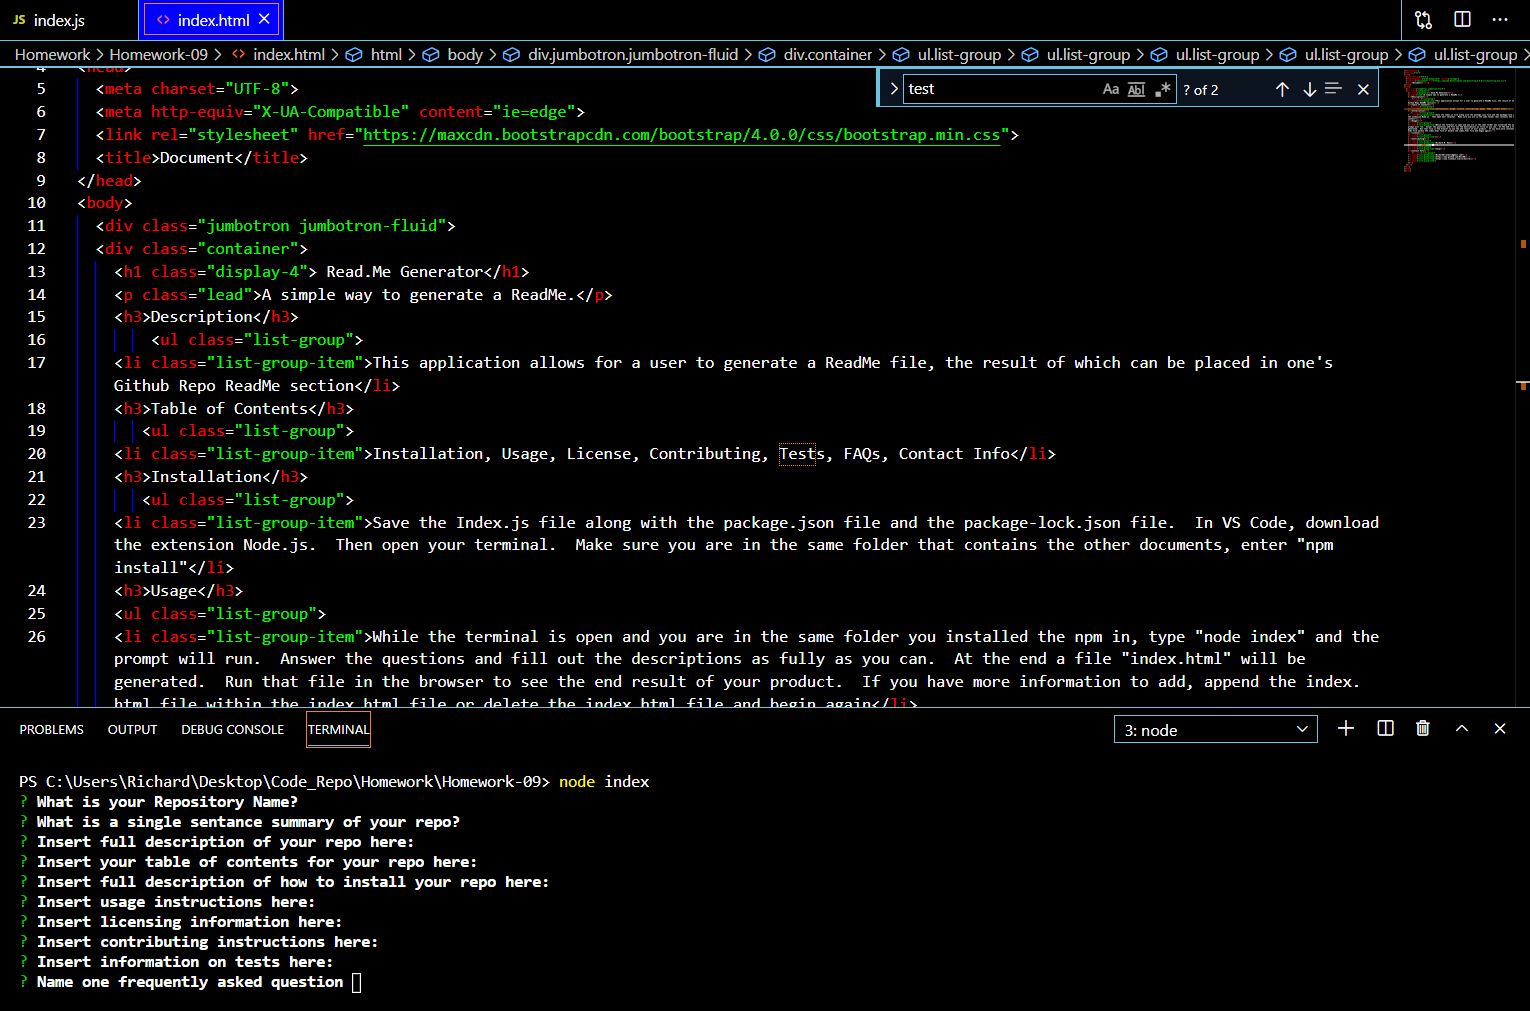 JS index.js <> index.html ×
Homework > Homework-09 > <> index.html > html > body > div.jumbotron.jumbotron-fluid > div.container > ul.list-group > ul.list-group > ul.list-group > ul.list-group > ul.list-group >
4 <head>
test Aa Abl .* ? of 2
5 <meta charset="UTF-8">
6 <meta http-equiv="X-UA-Compatible" content="ie=edge">
7 <link rel="stylesheet" href="https://maxcdn.bootstrapcdn.com/bootstrap/4.0.0/css/bootstrap.min.css">
8 <title>Document</title>
9 </head>
10 <body>
11 <div class="jumbotron jumbotron-fluid">
12 <div class="container">
13 <h1 class="display-4"> Read.Me Generator</h1>
14 <p class="lead">A simple way to generate a ReadMe.</p>
15 <h3>Description</h3>
16 <ul class="list-group">
17 <li class="list-group-item">This application allows for a user to generate a ReadMe file, the result of which can be placed in one's
Github Repo ReadMe section</li>
18 <h3>Table of Contents</h3>
19 <ul class="list-group">
20 <li class="list-group-item">Installation, Usage, License, Contributing, Tests, FAQs, Contact Info</li>
21 <h3>Installation</h3>
22 <ul class="list-group">
23 <li class="list-group-item">Save the Index.js file along with the package.json file and the package-lock.json file.  In VS Code, download
the extension Node.js.  Then open your terminal.  Make sure you are in the same folder that contains the other documents, enter "npm
install"</li>
24 <h3>Usage</h3>
25 <ul class="list-group">
26 <li class="list-group-item">While the terminal is open and you are in the same folder you installed the npm in, type "node index" and the
prompt will run.  Answer the questions and fill out the descriptions as fully as you can.  At the end a file "index.html" will be
generated.  Run that file in the browser to see the end result of your product.  If you have more information to add, append the index.
html file within the index html file or delete the index html file and begin again</li>
PROBLEMS OUTPUT DEBUG CONSOLE TERMINAL 3: node
PS C:\Users\Richard\Desktop\Code_Repo\Homework\Homework-09> node index
? What is your Repository Name?
? What is a single sentance summary of your repo?
? Insert full description of your repo here:
? Insert your table of contents for your repo here:
? Insert full description of how to install your repo here:
? Insert usage instructions here:
? Insert licensing information here:
? Insert contributing instructions here:
? Insert information on tests here:
? Name one frequently asked question